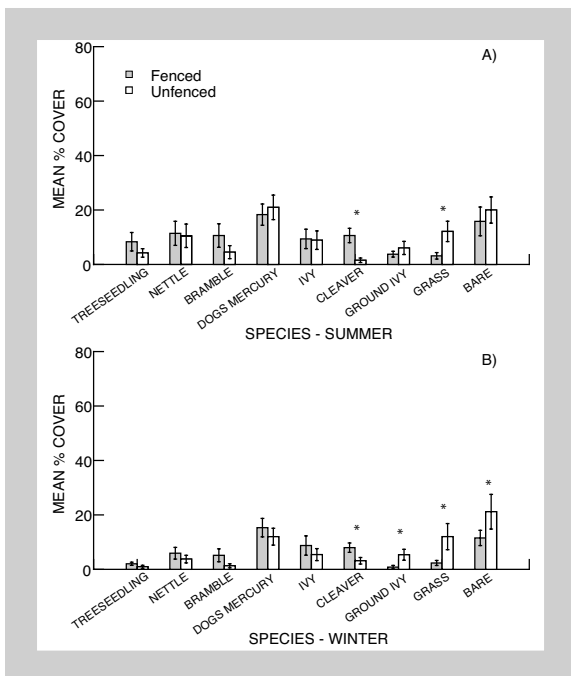 80
A)
Fenced
Unfenced
60
40
20
0
MEAN % COVER
*
*
TREESEEDLING
NETTLE
BRAMBLE
DOGS MERCURY
IVY
CLEAVER
GROUND IVY
GRASS
BARE
SPECIES - SUMMER
80
B)
60
40
20
0
MEAN % COVER
*
*
*
*
TREESEEDLING
NETTLE
BRAMBLE
DOGS MERCURY
IVY
CLEAVER
GROUND IVY
GRASS
BARE
SPECIES - WINTER